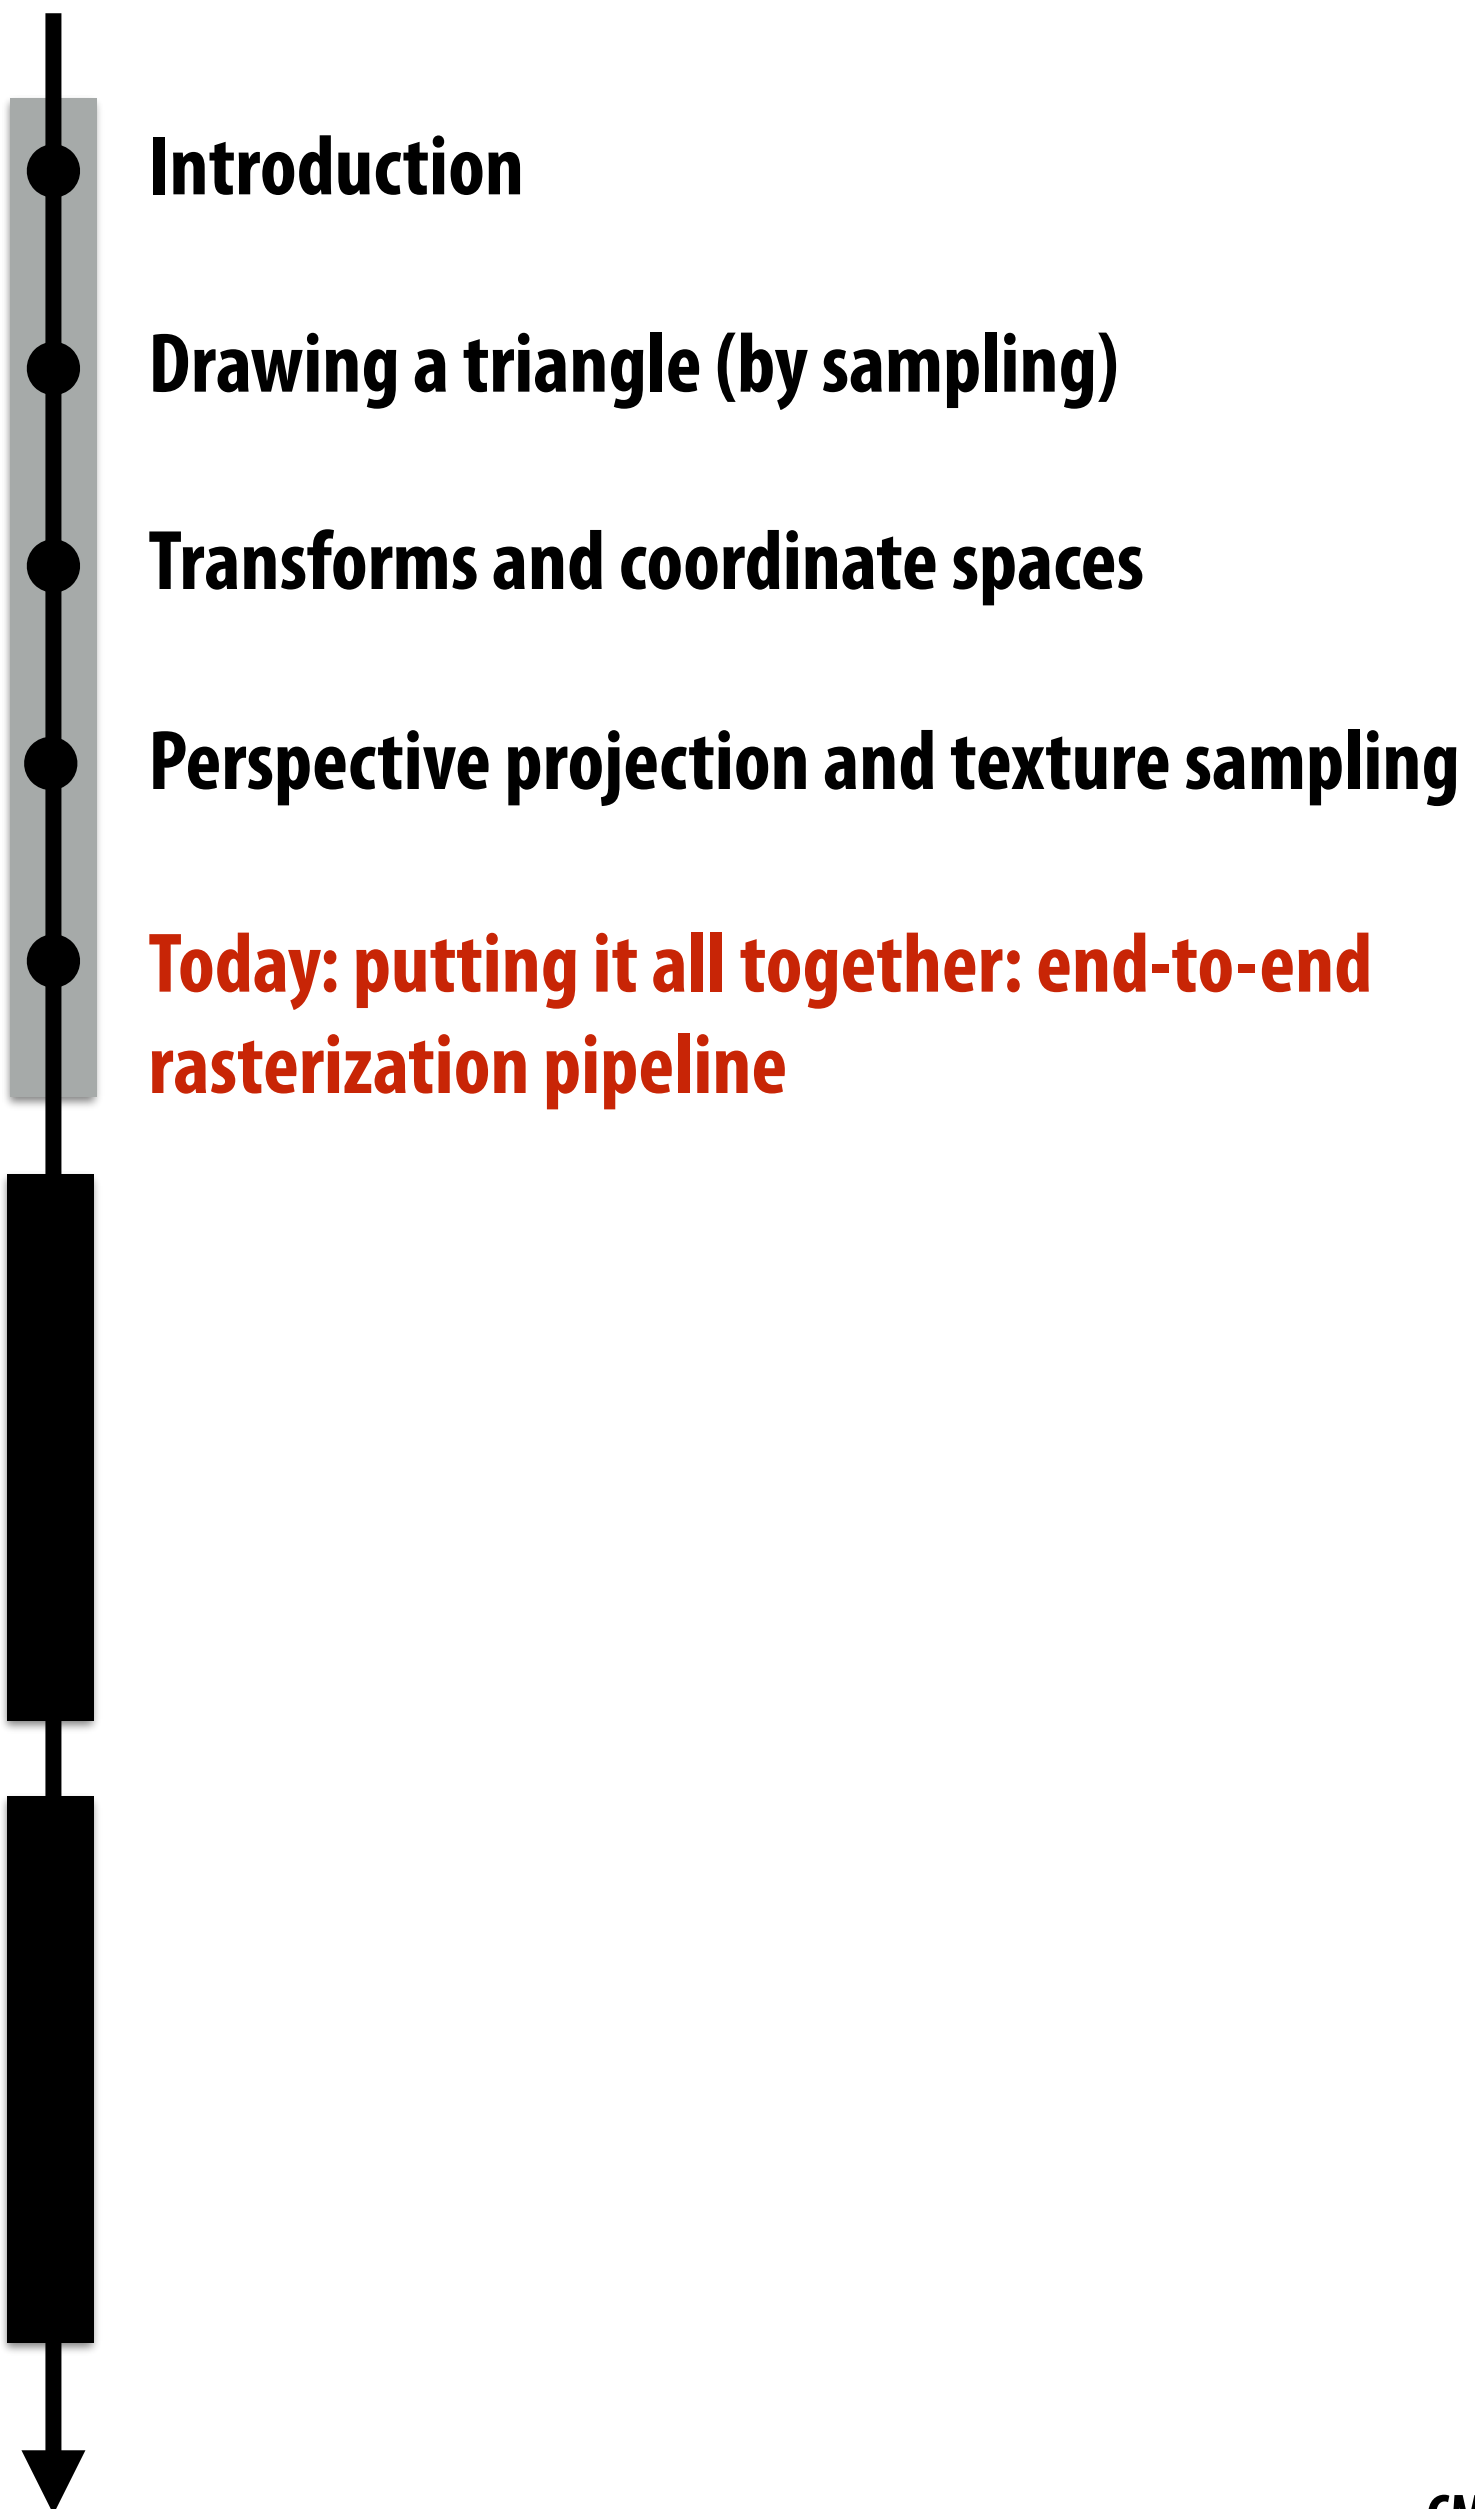 Introduction
Drawing a triangle (by sampling)
Transforms and coordinate spaces
Perspective projection and texture sampling
Today: putting it all together: end-to-end
rasterization pipeline